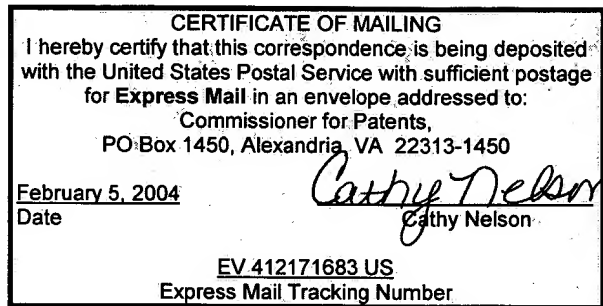 CERTIFICATE OF MAILING
I hereby certify that this correspondence is being deposited
with the United States Postal Service with sufficient postage
for Express Mail in an envelope addressed to:
Commissioner for Patents,
PO Box 1450, Alexandria, VA 22313-1450
February 5, 2004 Cathy Nelson
Date Cathy Nelson
EV 412171683 US
Express Mail Tracking Number